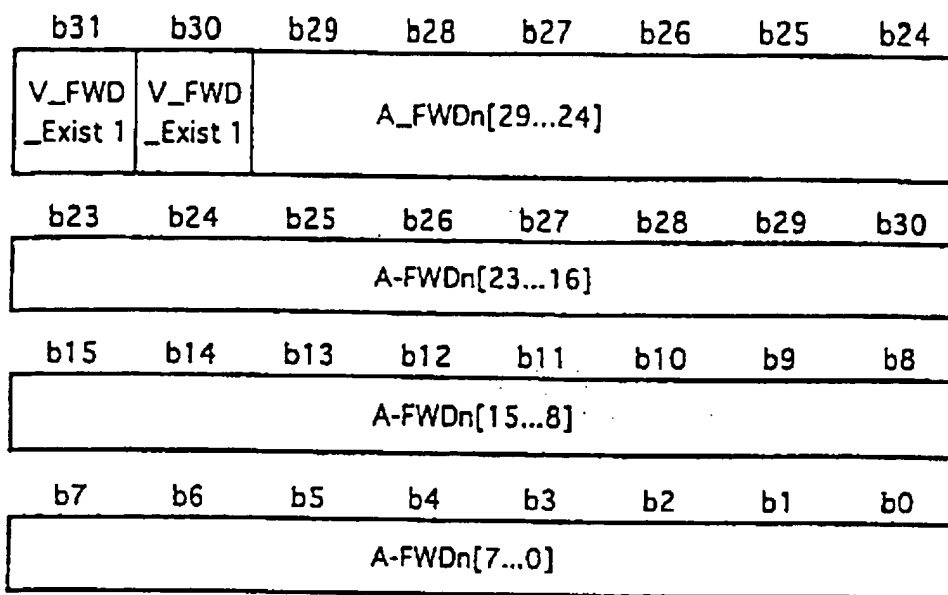 b31 b30 b29 b28 b27 b26 b25 b24
V_FWD V_FWD
_Exist 1 _Exist 1
A_FWDn[29...24]
b23 b24 b25 b26 b27 b28 b29 b30
A-FWDn[23...16]
b15 b14 b13 b12 b11 b10 b9 b8
A-FWDn[15...8]
b7 b6 b5 b4 b3 b2 b1 b0
A-FWDn[7...0]